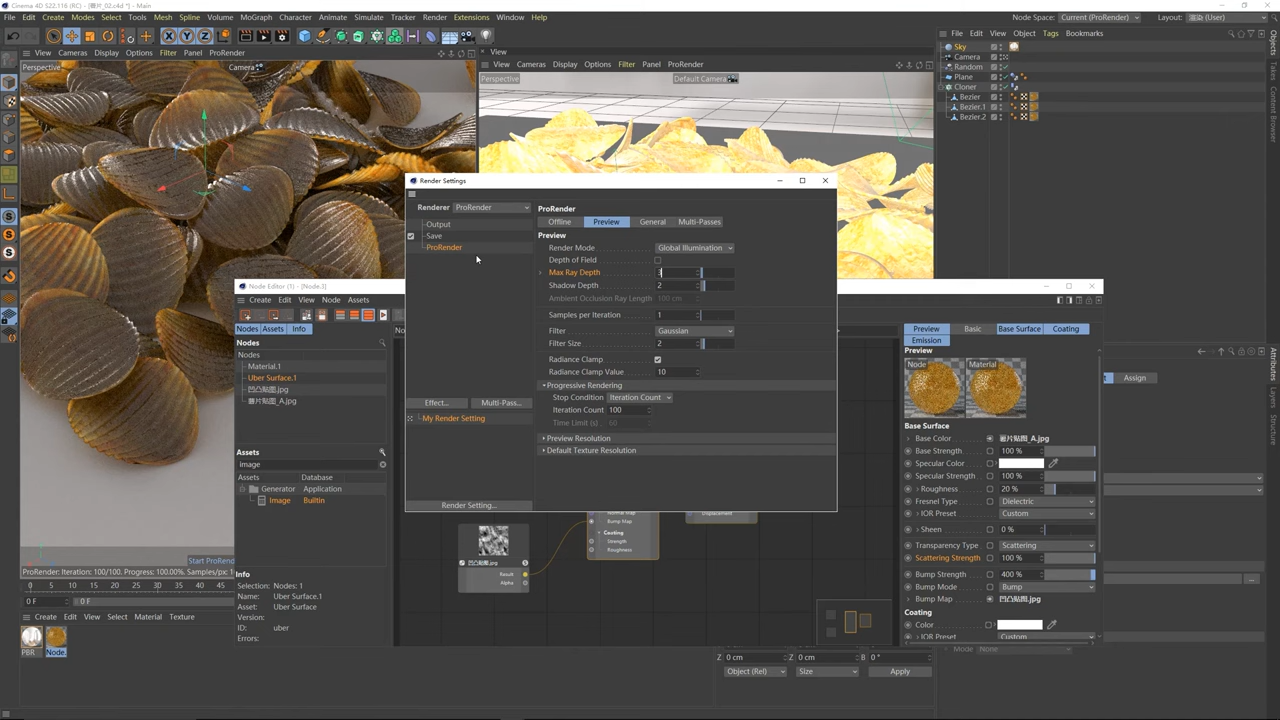 Cinema 4D S22.116 (RC) - [薯片_02.c4d *] - Main
File Edit Create Modes Select Tools Mesh Spline Volume MoGraph Character Animate Simulate Tracker Render Extensions Window Help
Node Space: Current (ProRender) Layout: 渲染 (User)
X Y Z
View Cameras Display Options Filter Panel ProRender
Perspective Camera
View
View Cameras Display Options Filter Panel ProRender
Perspective Default Camera
File Edit View Object Tags Bookmarks
Sky
Camera
Random
Plane
Cloner
Bezier
Bezier.1
Bezier.2
Objects
Takes
Content Browser
Attributes
Layers
Structure
Render Settings
Renderer ProRender
Output
Save
ProRender
Effect... Multi-Pass...
My Render Setting
Render Setting...
ProRender
Offline Preview General Multi-Passes
Preview
Render Mode Global Illumination
Depth of Field
Max Ray Depth 3
Shadow Depth 2
Ambient Occlusion Ray Length 100 cm
Samples per Iteration 1
Filter Gaussian
Filter Size 2
Radiance Clamp
Radiance Clamp Value 10
Progressive Rendering
Stop Condition Iteration Count
Iteration Count 100
Time Limit (s) 60
Preview Resolution
Default Texture Resolution
Node Editor (1) - [Node.3]
Create Edit View Node Assets
Nodes Assets Info
Nodes
Nodes
Material.1
Uber Surface.1
凹凸贴图.jpg
薯片贴图_A.jpg
Assets
image
Assets Database
Generator Application
Image Builtin
Info
Selection: Nodes: 1
Name: Uber Surface.1
Asset: Uber Surface
Version:
ID: uber
Errors:
Normal Map
Bump Map
Coating
Strength
Roughness
Displacement
凹凸贴图.jpg
Result
Alpha
Preview Basic Base Surface Coating
Emission
Preview
Node Material
Base Surface
Base Color 薯片贴图_A.jpg
Base Strength 100 %
Specular Color
Specular Strength 100 %
Roughness 20 %
Fresnel Type Dielectric
IOR Preset Custom
Sheen 0 %
Transparency Type Scattering
Scattering Strength 100 %
Bump Strength 400 %
Bump Mode Bump
Bump Map 凹凸贴图.jpg
Coating
Color
IOR Preset Custom
Assign
Mode None
Start ProRen
ProRender: Iteration: 100/100. Progress: 100.00%. Samples/px: 1
0 5 10 15 20 25 30 35 40 45
0 F 0 F
Create Edit View Select Material Texture
PBR Node.
Z 0 cm Z 0 cm B 0 °
Object (Rel) Size Apply